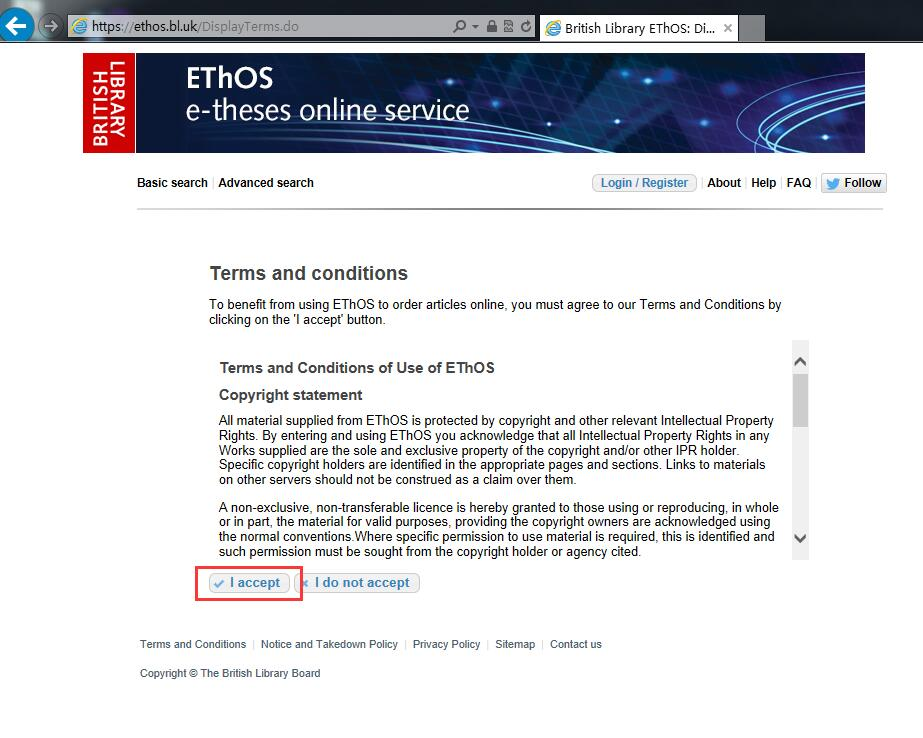 https://ethos.bl.uk/DisplayTerms.do
British Library EThOS: Di...
BRITISH
LIBRARY
EThOS
e-theses online service
Basic search | Advanced search
Login / Register | About | Help | FAQ | Follow
Terms and conditions
To benefit from using EThOS to order articles online, you must agree to our Terms and Conditions by
clicking on the 'I accept' button.
Terms and Conditions of Use of EThOS
Copyright statement
All material supplied from EThOS is protected by copyright and other relevant Intellectual Property
Rights. By entering and using EThOS you acknowledge that all Intellectual Property Rights in any
Works supplied are the sole and exclusive property of the copyright and/or other IPR holder.
Specific copyright holders are identified in the appropriate pages and sections. Links to materials
on other servers should not be construed as a claim over them.
A non-exclusive, non-transferable licence is hereby granted to those using or reproducing, in whole
or in part, the material for valid purposes, providing the copyright owners are acknowledged using
the normal conventions.Where specific permission to use material is required, this is identified and
such permission must be sought from the copyright holder or agency cited.
I accept
I do not accept
Terms and Conditions | Notice and Takedown Policy | Privacy Policy | Sitemap | Contact us
Copyright © The British Library Board